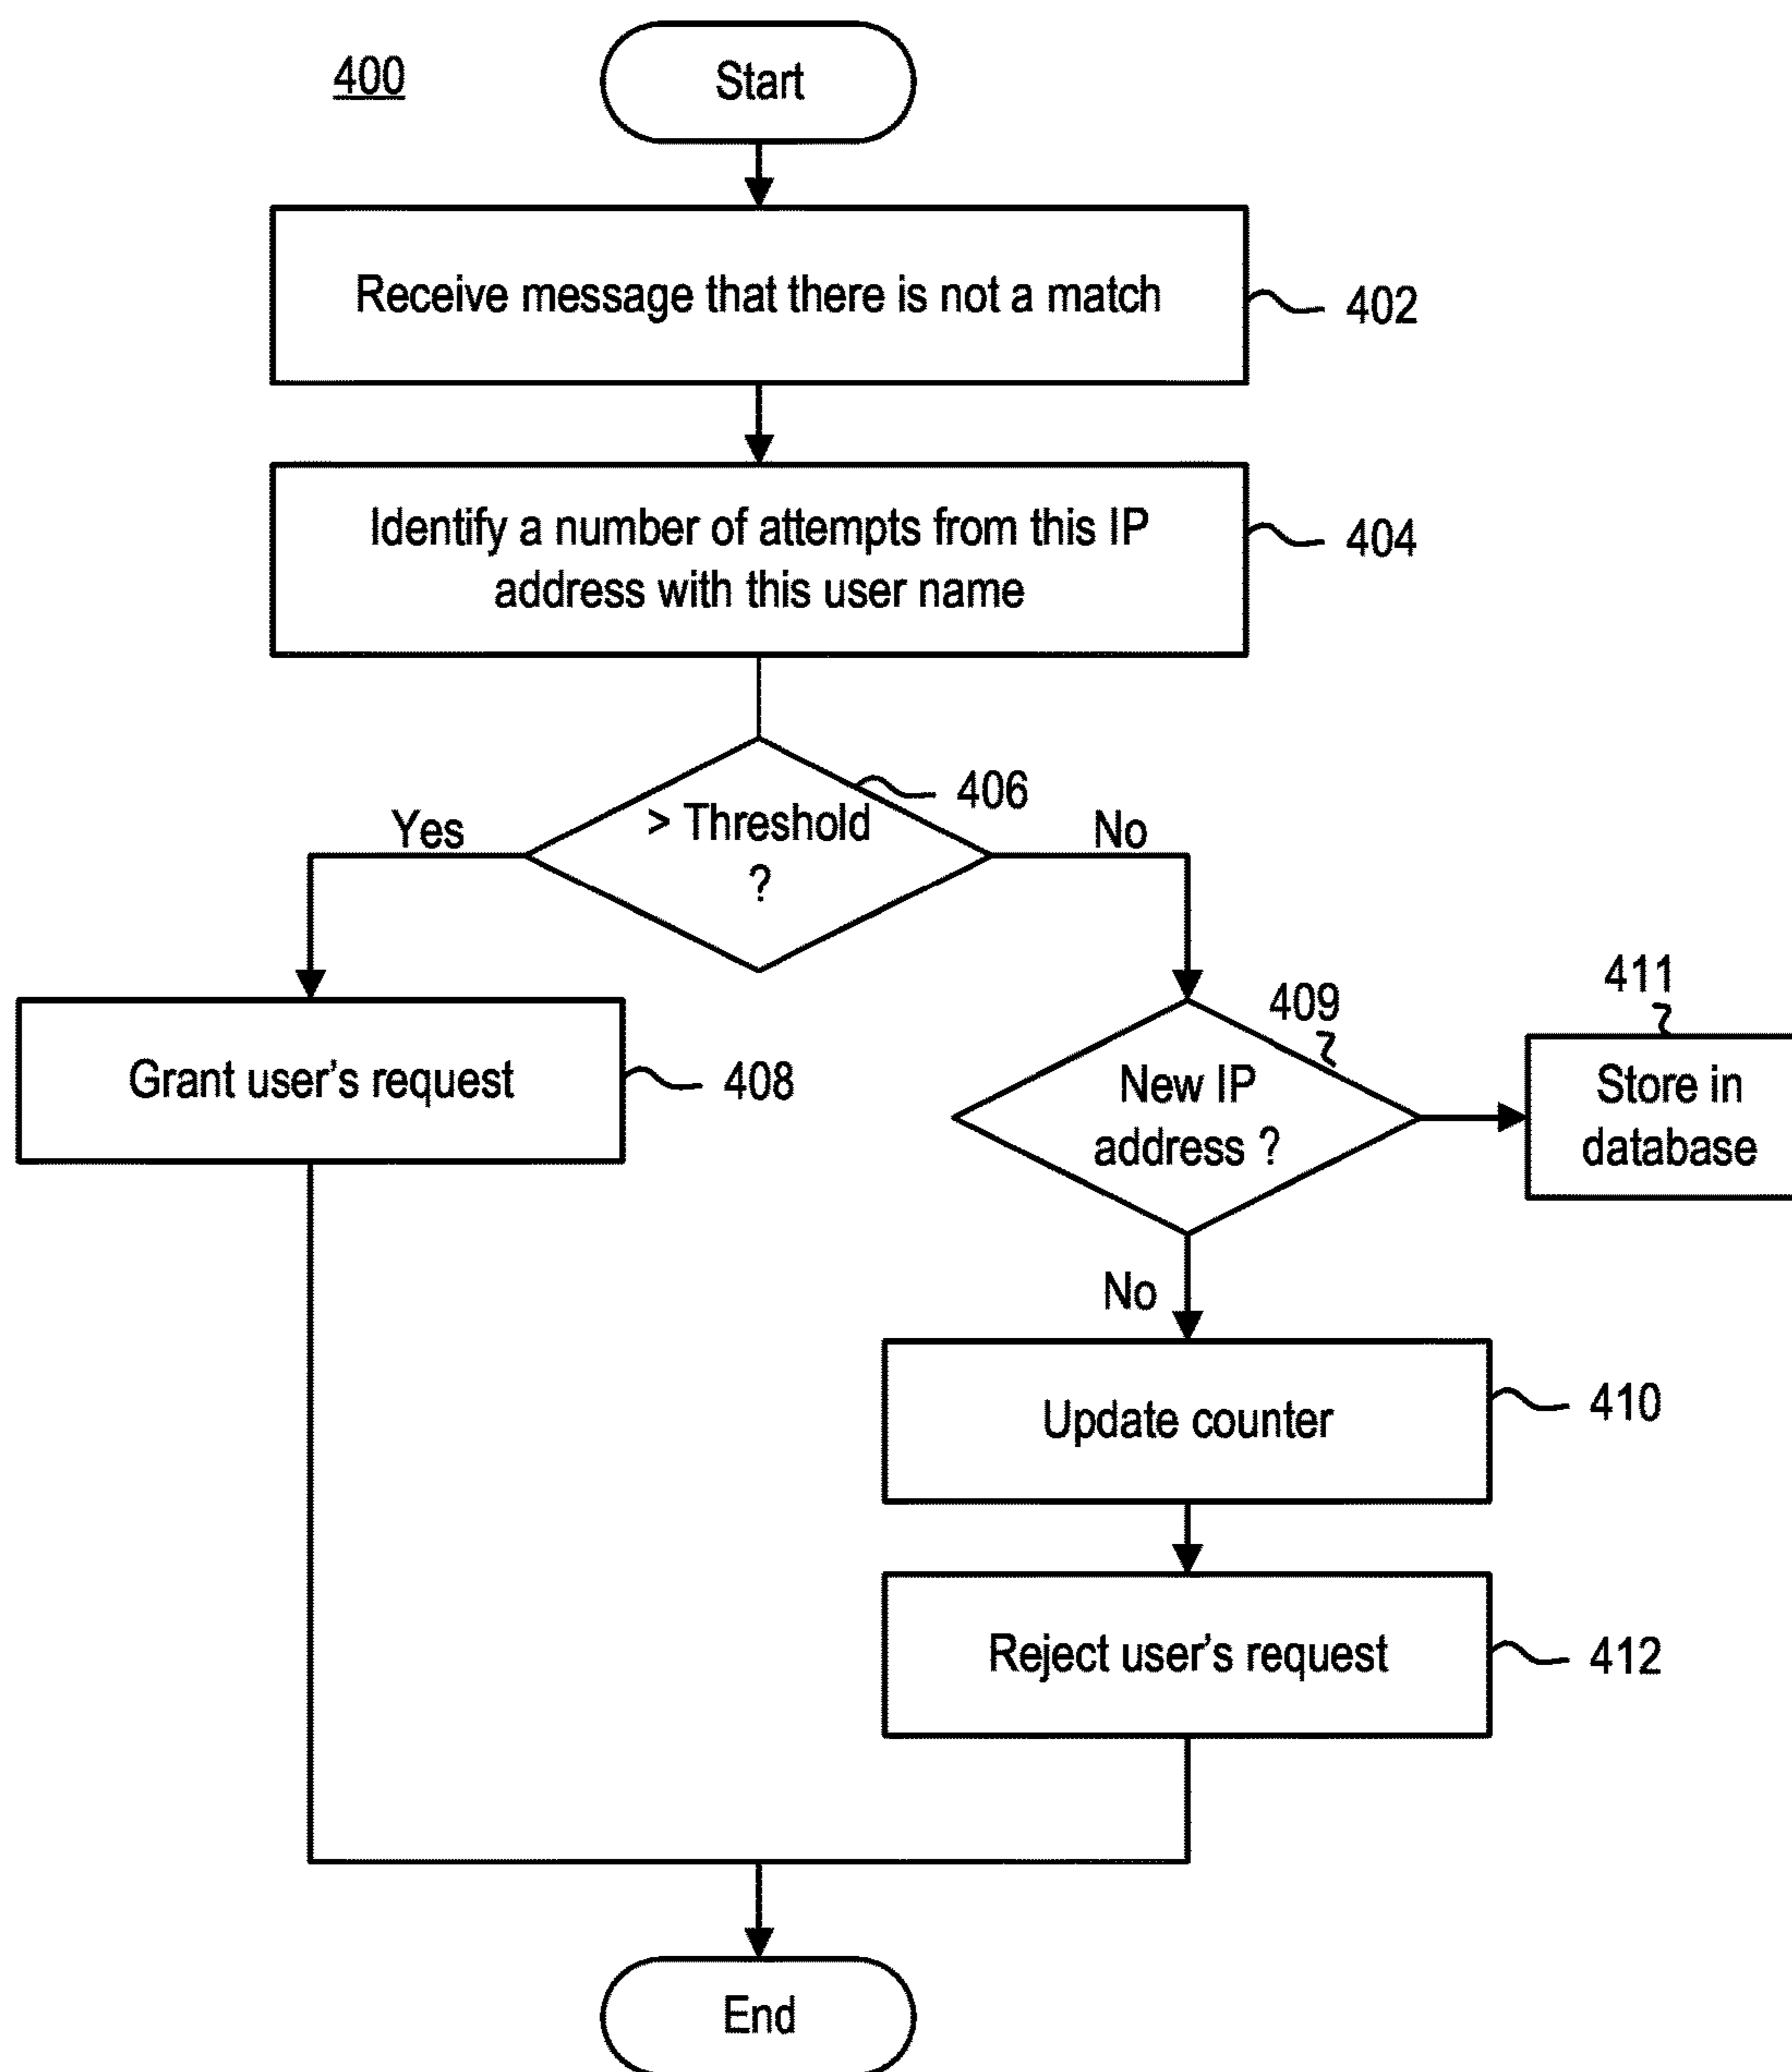 400
Start
Receive message that there is not a match
402
Identify a number of attempts from this IP
address with this user name
404
406
> Threshold
?
Yes
No
Grant user's request
408
409
New IP
address ?
411
Store in
database
No
Update counter
410
Reject user's request
412
End